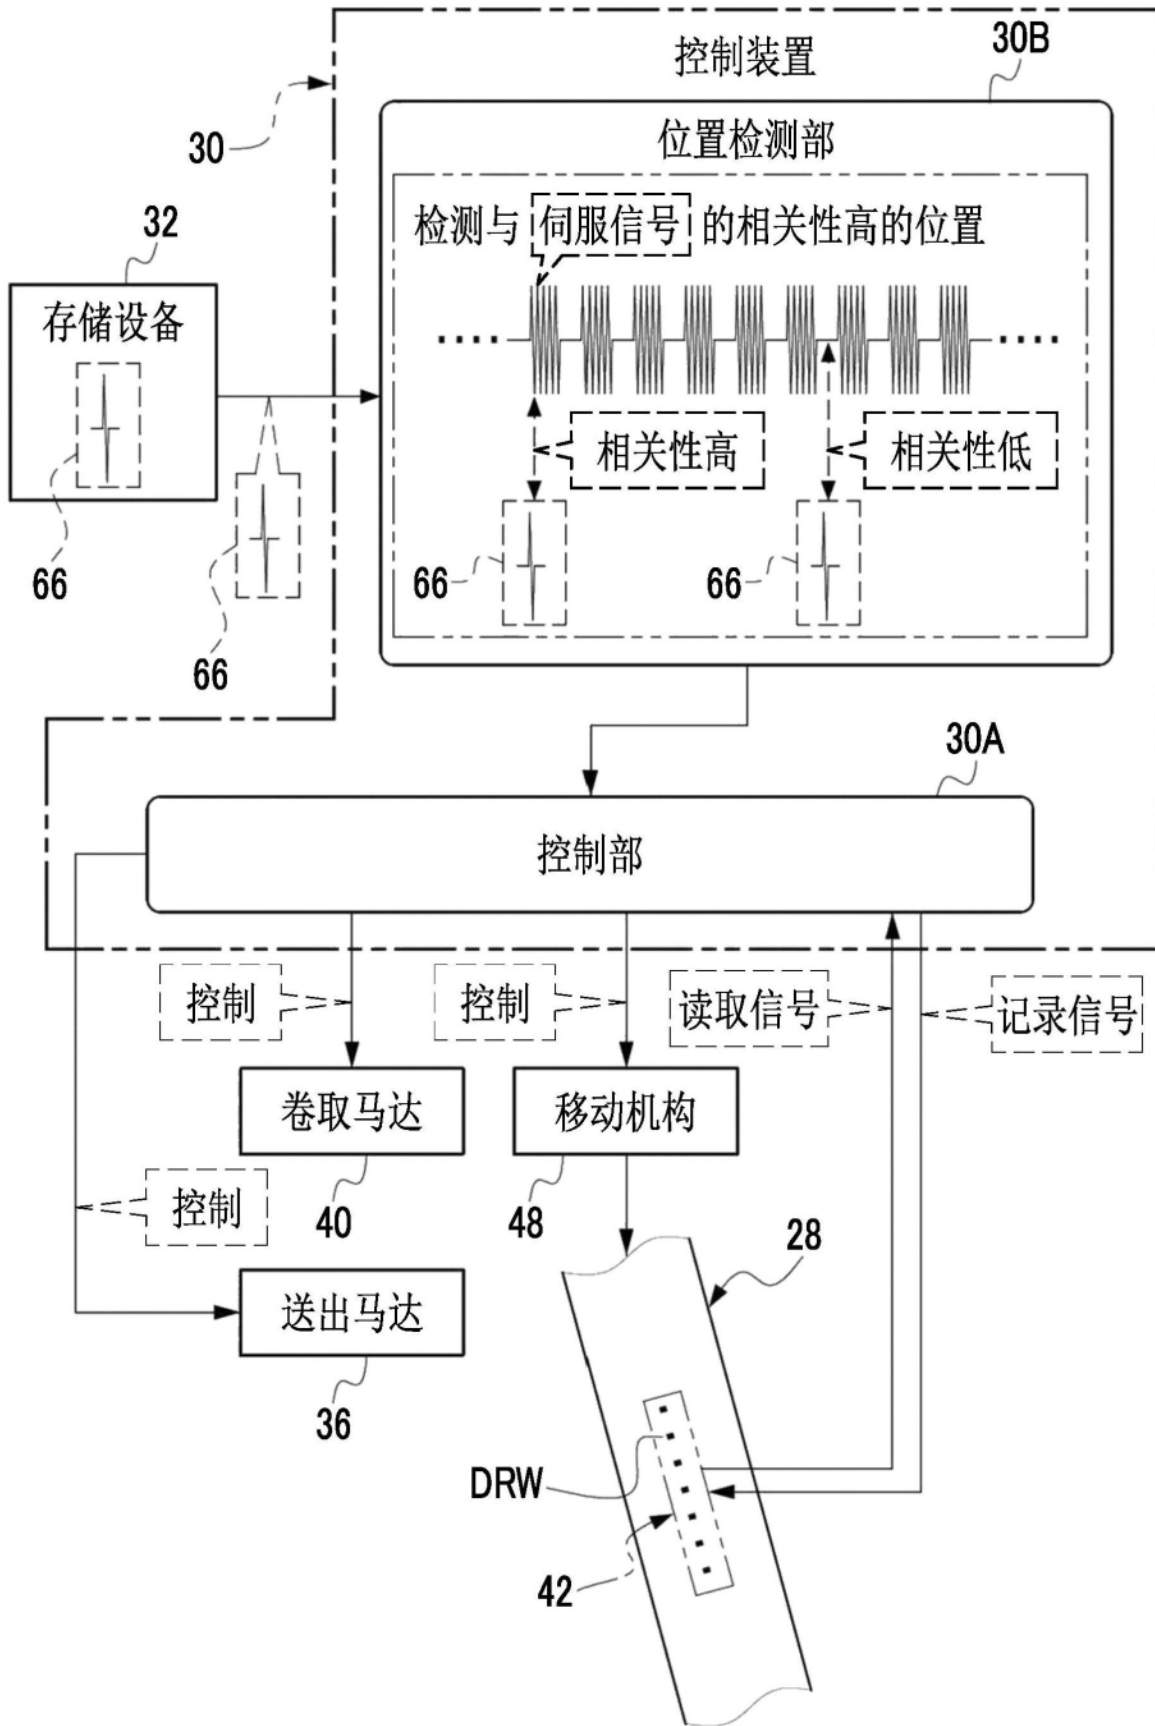 控制装置
30B
30
位置检测部
检测与 伺服信号 的相关性高的位置
32
存储设备
66
66
相关性高
相关性低
66
66
30A
控制部
控制
控制
读取信号
记录信号
卷取马达
移动机构
40
48
控制
28
送出马达
36
DRW
42